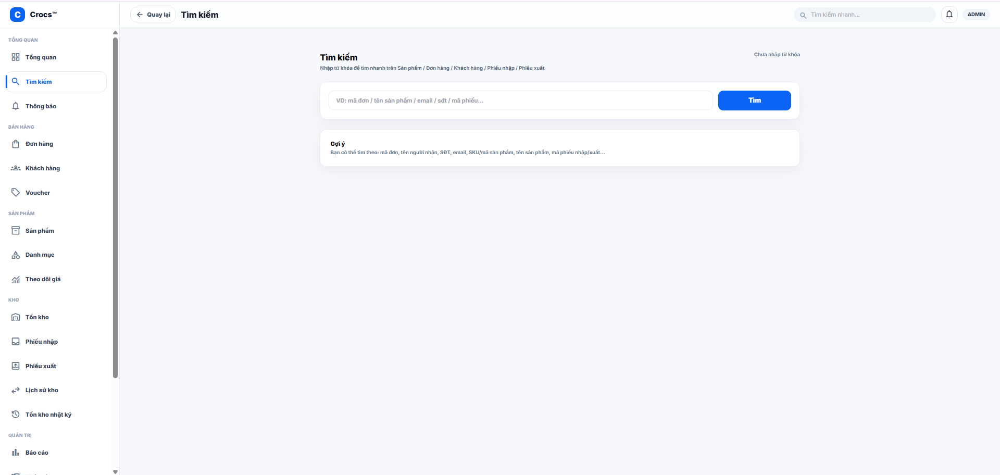 C Crocs™
Quay lại
Tìm kiếm
Tìm kiếm nhanh...
ADMIN
TỔNG QUAN
Tổng quan
Tìm kiếm
Thông báo
BÁN HÀNG
Đơn hàng
Khách hàng
Voucher
SẢN PHẨM
Sản phẩm
Danh mục
Theo dõi giá
KHO
Tồn kho
Phiếu nhập
Phiếu xuất
Lịch sử kho
Tồn kho nhật ký
QUẢN TRỊ
Báo cáo
Tìm kiếm
Chưa nhập từ khóa
Nhập từ khóa để tìm nhanh trên Sản phẩm / Đơn hàng / Khách hàng / Phiếu nhập / Phiếu xuất
VD: mã đơn / tên sản phẩm / email / sđt / mã phiếu...
Tìm
Gợi ý
Bạn có thể tìm theo: mã đơn, tên người nhận, SĐT, email, SKU/mã sản phẩm, tên sản phẩm, mã phiếu nhập/xuất...